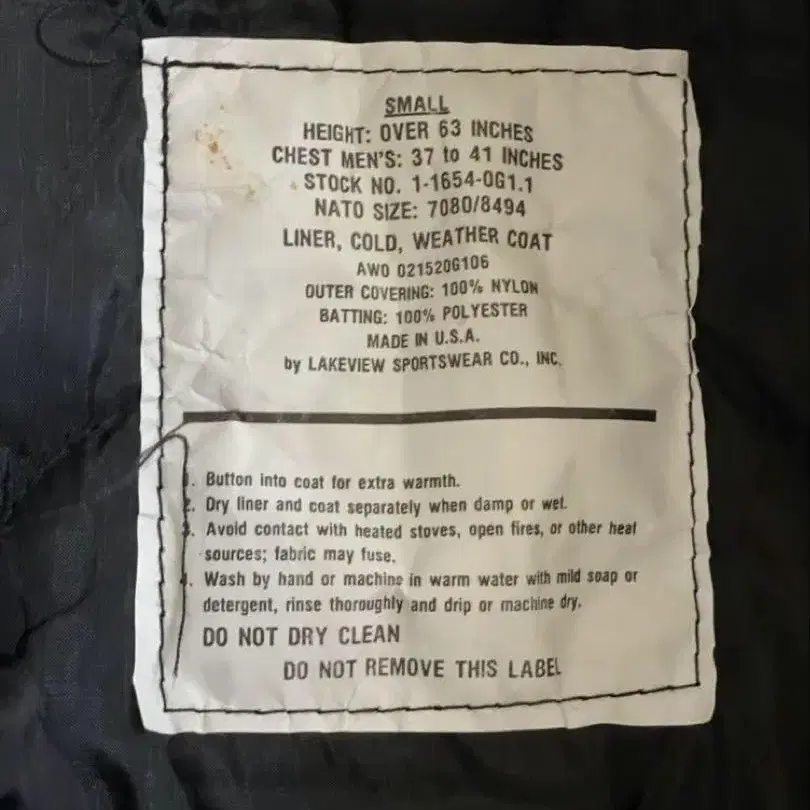 SMALL
HEIGHT: OVER 63 INCHES
CHEST MEN'S: 37 to 41 INCHES
STOCK NO. 1-1654-0G1.1
NATO SIZE: 7080/8494
LINER, COLD, WEATHER COAT
AWO 021520G106
OUTER COVERING: 100% NYLON
BATTING: 100% POLYESTER
MADE IN U.S.A.
by LAKEVIEW SPORTSWEAR CO., INC.
1. Button into coat for extra warmth.
2. Dry liner and coat separately when damp or wet.
3. Avoid contact with heated stoves, open fires, or other heat
sources; fabric may fuse.
4. Wash by hand or machine in warm water with mild soap or
detergent, rinse thoroughly and drip or machine dry.
DO NOT DRY CLEAN
DO NOT REMOVE THIS LABEL